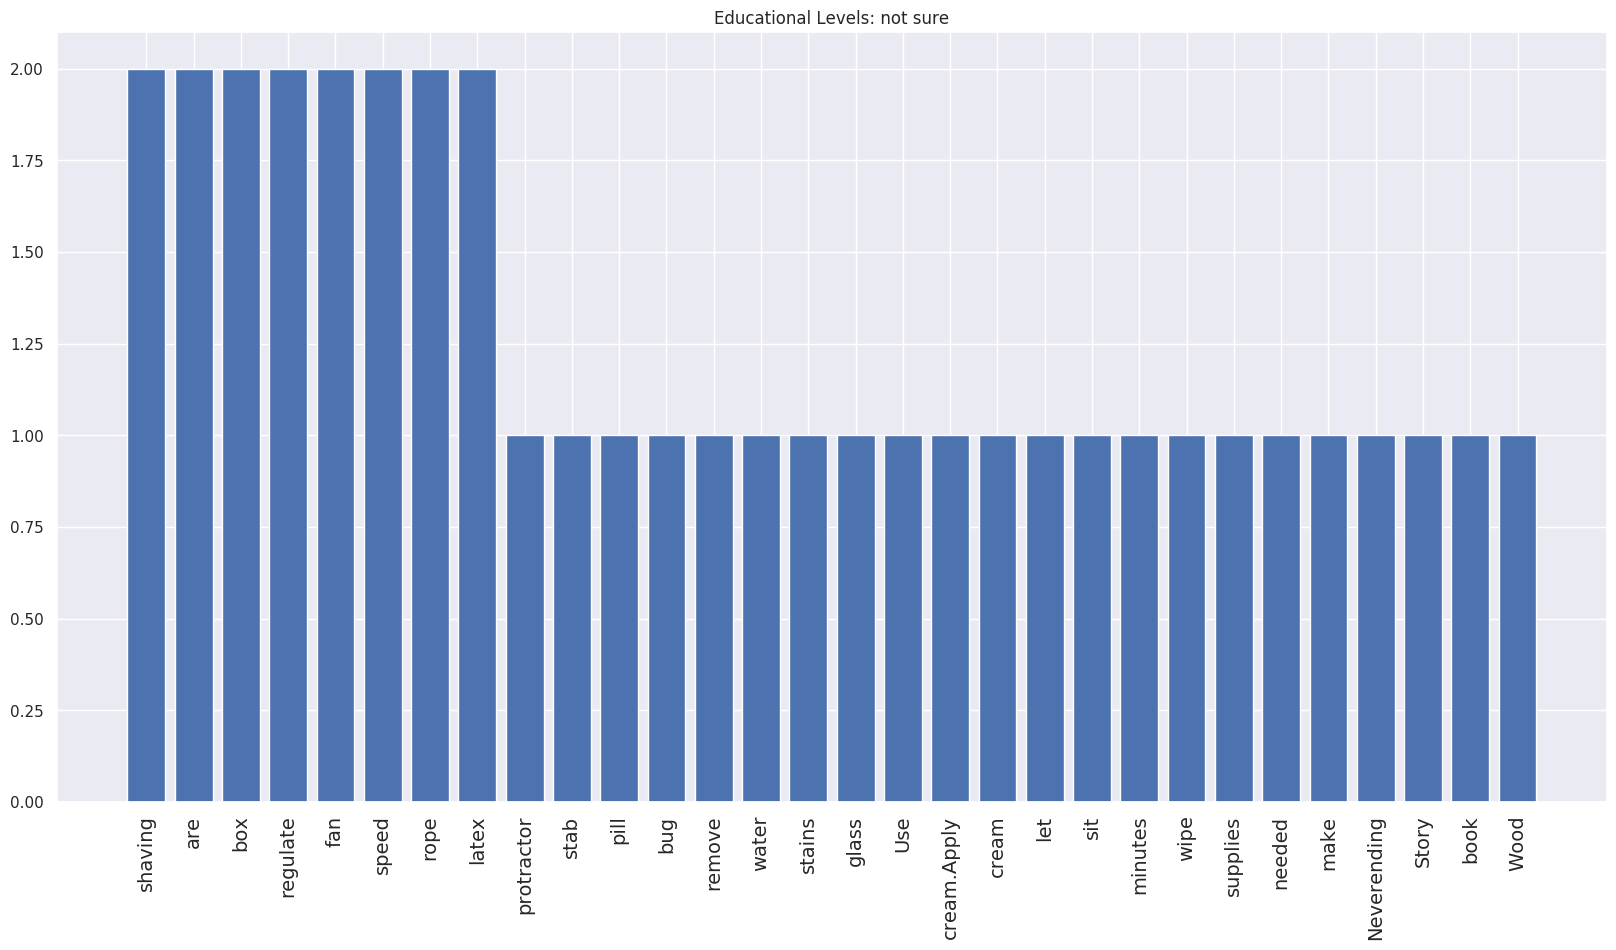 Educational Levels: not sure
2.00
1.75
1.50
1.25
1.00
0.75
0.50
0.25
0.00
shaving
are
box
regulate
fan
speed
rope
latex
protractor
stab
pill
bug
remove
water
stains
glass
Use
cream.Apply
cream
let
sit
minutes
wipe
supplies
needed
make
Neverending
Story
book
Wood